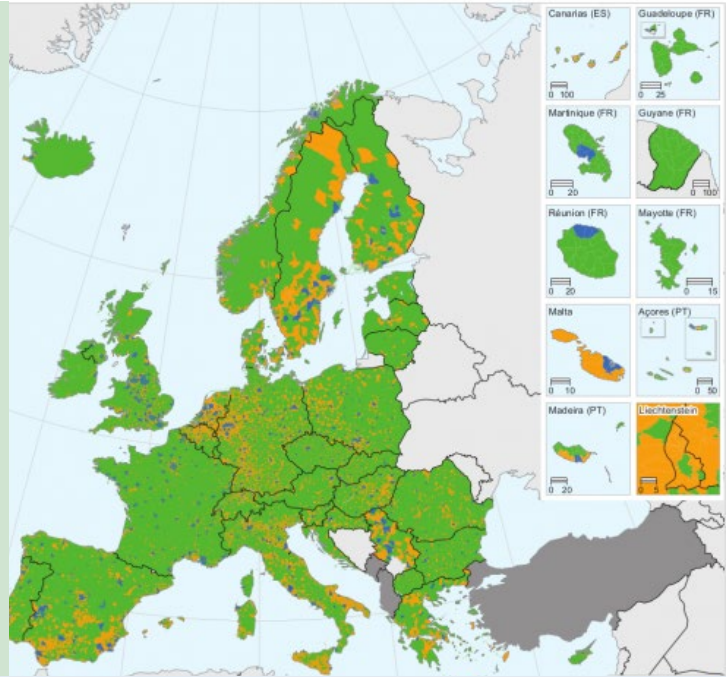 Canarias (ES)
0 100
Guadeloupe (FR)
0 25
Martinique (FR)
0 20
Guyane (FR)
0 100
Réunion (FR)
0 20
Mayotte (FR)
0 15
Malta
0 10
Açores (PT)
0 50
Madeira (PT)
0 20
Liechtenstein
0 5